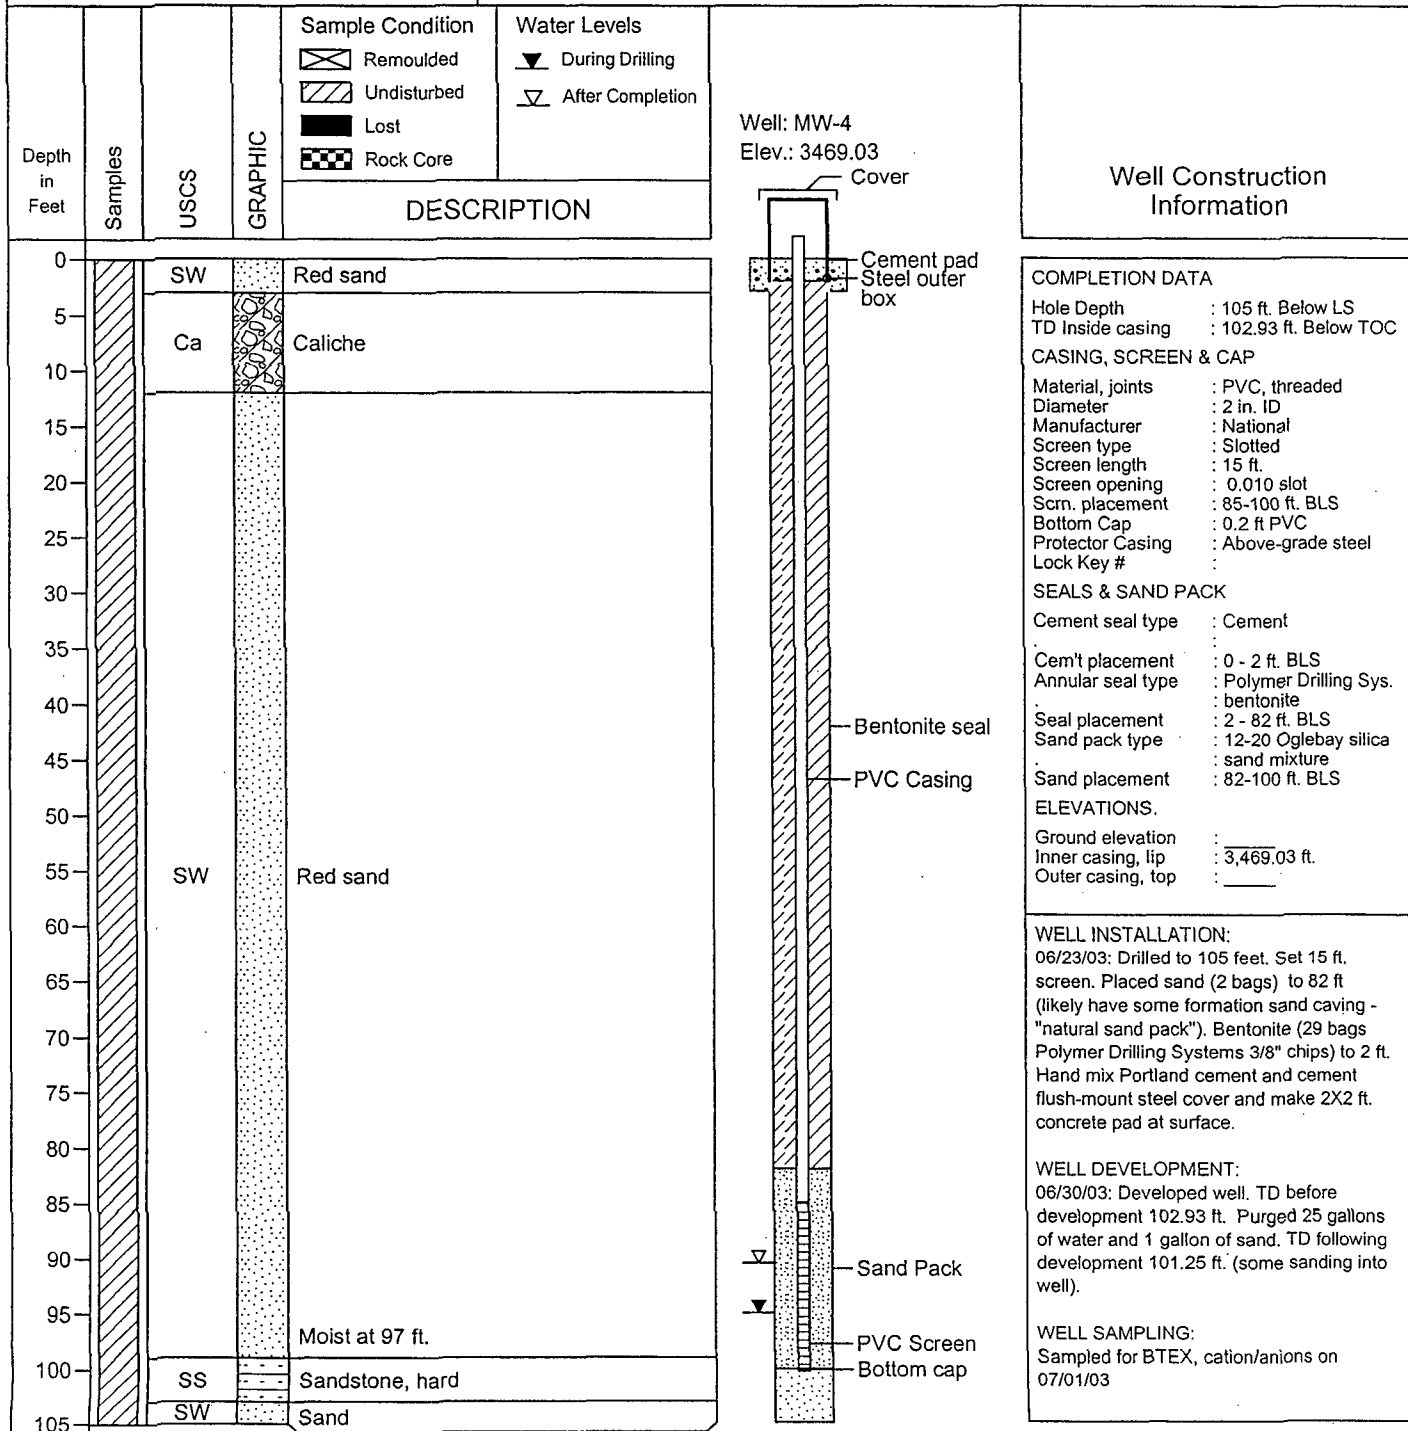 Sample Condition
Remoulded
Undisturbed
Lost
Rock Core
Water Levels
During Drilling
After Completion
Depth
in
Feet
Samples
USCS
GRAPHIC
DESCRIPTION
Well: MW-4
Elev.: 3469.03
Cover
Well Construction
Information
0
5
10
15
20
25
30
35
40
45
50
55
60
65
70
75
80
85
90
95
100
105
SW
Red sand
Ca
Caliche
SW
Red sand
Moist at 97 ft.
SS
Sandstone, hard
SW
Sand
Cement pad
Steel outer
box
Bentonite seal
PVC Casing
Sand Pack
PVC Screen
Bottom cap
COMPLETION DATA
Hole Depth : 105 ft. Below LS
TD Inside casing : 102.93 ft. Below TOC
CASING, SCREEN & CAP
Material, joints : PVC, threaded
Diameter : 2 in. ID
Manufacturer : National
Screen type : Slotted
Screen length : 15 ft.
Screen opening : 0.010 slot
Scrn. placement : 85-100 ft. BLS
Bottom Cap : 0.2 ft PVC
Protector Casing : Above-grade steel
Lock Key # :
SEALS & SAND PACK
Cement seal type : Cement
. :
Cem't placement : 0 - 2 ft. BLS
Annular seal type : Polymer Drilling Sys.
. : bentonite
Seal placement : 2 - 82 ft. BLS
Sand pack type : 12-20 Oglebay silica
. : sand mixture
Sand placement : 82-100 ft. BLS
ELEVATIONS.
Ground elevation : _____
Inner casing, lip : 3,469.03 ft.
Outer casing, top : _____
WELL INSTALLATION:
06/23/03: Drilled to 105 feet. Set 15 ft.
screen. Placed sand (2 bags) to 82 ft
(likely have some formation sand caving -
"natural sand pack"). Bentonite (29 bags
Polymer Drilling Systems 3/8" chips) to 2 ft.
Hand mix Portland cement and cement
flush-mount steel cover and make 2X2 ft.
concrete pad at surface.
WELL DEVELOPMENT:
06/30/03: Developed well. TD before
development 102.93 ft. Purged 25 gallons
of water and 1 gallon of sand. TD following
development 101.25 ft. (some sanding into
well).
WELL SAMPLING:
Sampled for BTEX, cation/anions on
07/01/03